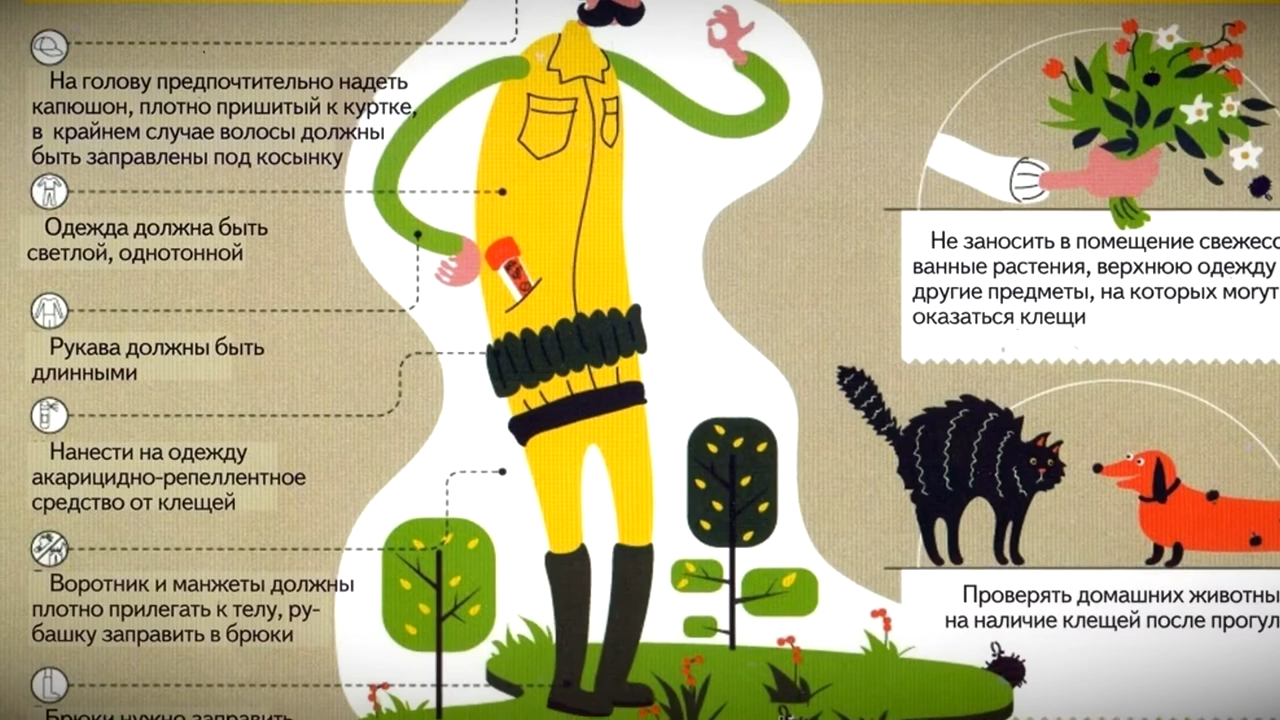 На голову предпочтительно надеть
капюшон, плотно пришитый к куртке,
в крайнем случае волосы должны
быть заправлены под косынку
Одежда должна быть
светлой, однотонной
Рукава должны быть
длинными
Нанести на одежду
акарицидно-репеллентное
средство от клещей
Воротник и манжеты должны
плотно прилегать к телу, ру-
башку заправить в брюки
Брюки нужно заправить
Не заносить в помещение свежесо
ванные растения, верхнюю одежду
другие предметы, на которых могут
оказаться клещи
Проверять домашних животны
на наличие клещей после прогул